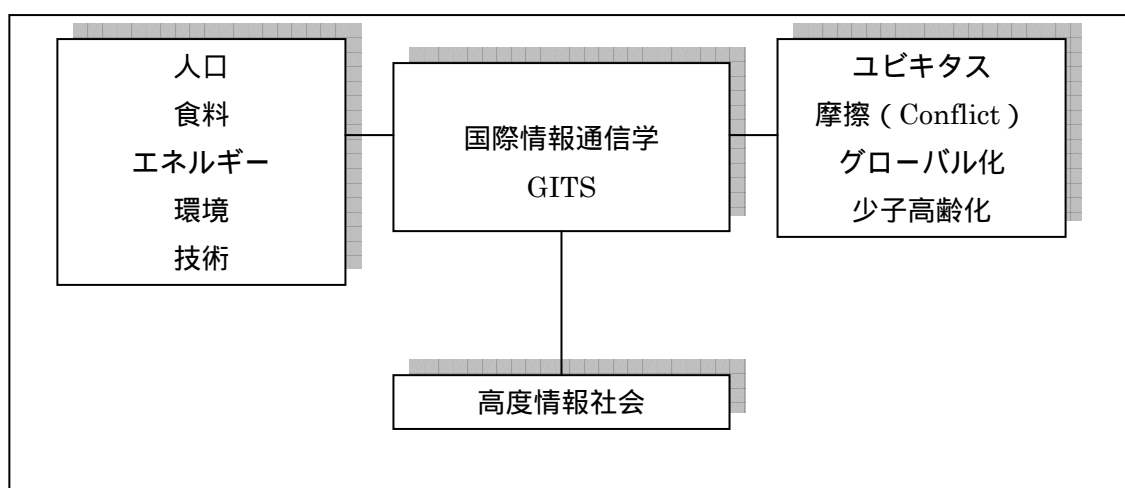 人口
食料
エネルギー
環境
技術
国際情報通信学
GITS
ユビキタス
摩擦（Conflict）
グローバル化
少子高齢化
高度情報社会